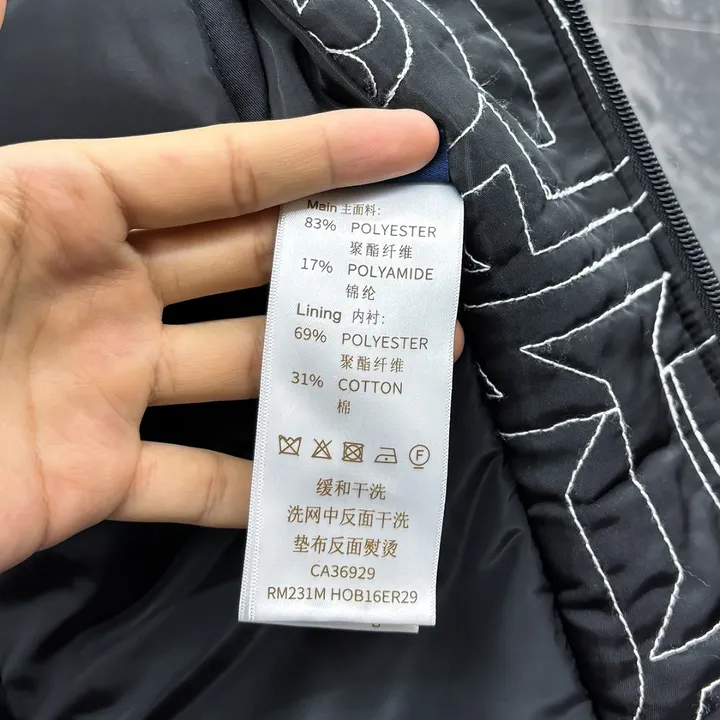 Main 主面料:
83% POLYESTER
聚酯纤维
17% POLYAMIDE
锦纶
Lining 内衬:
69% POLYESTER
聚酯纤维
31% COTTON
棉
F
缓和干洗
洗网中反面干洗
垫布反面熨烫
CA36929
RM231M HOB16ER29